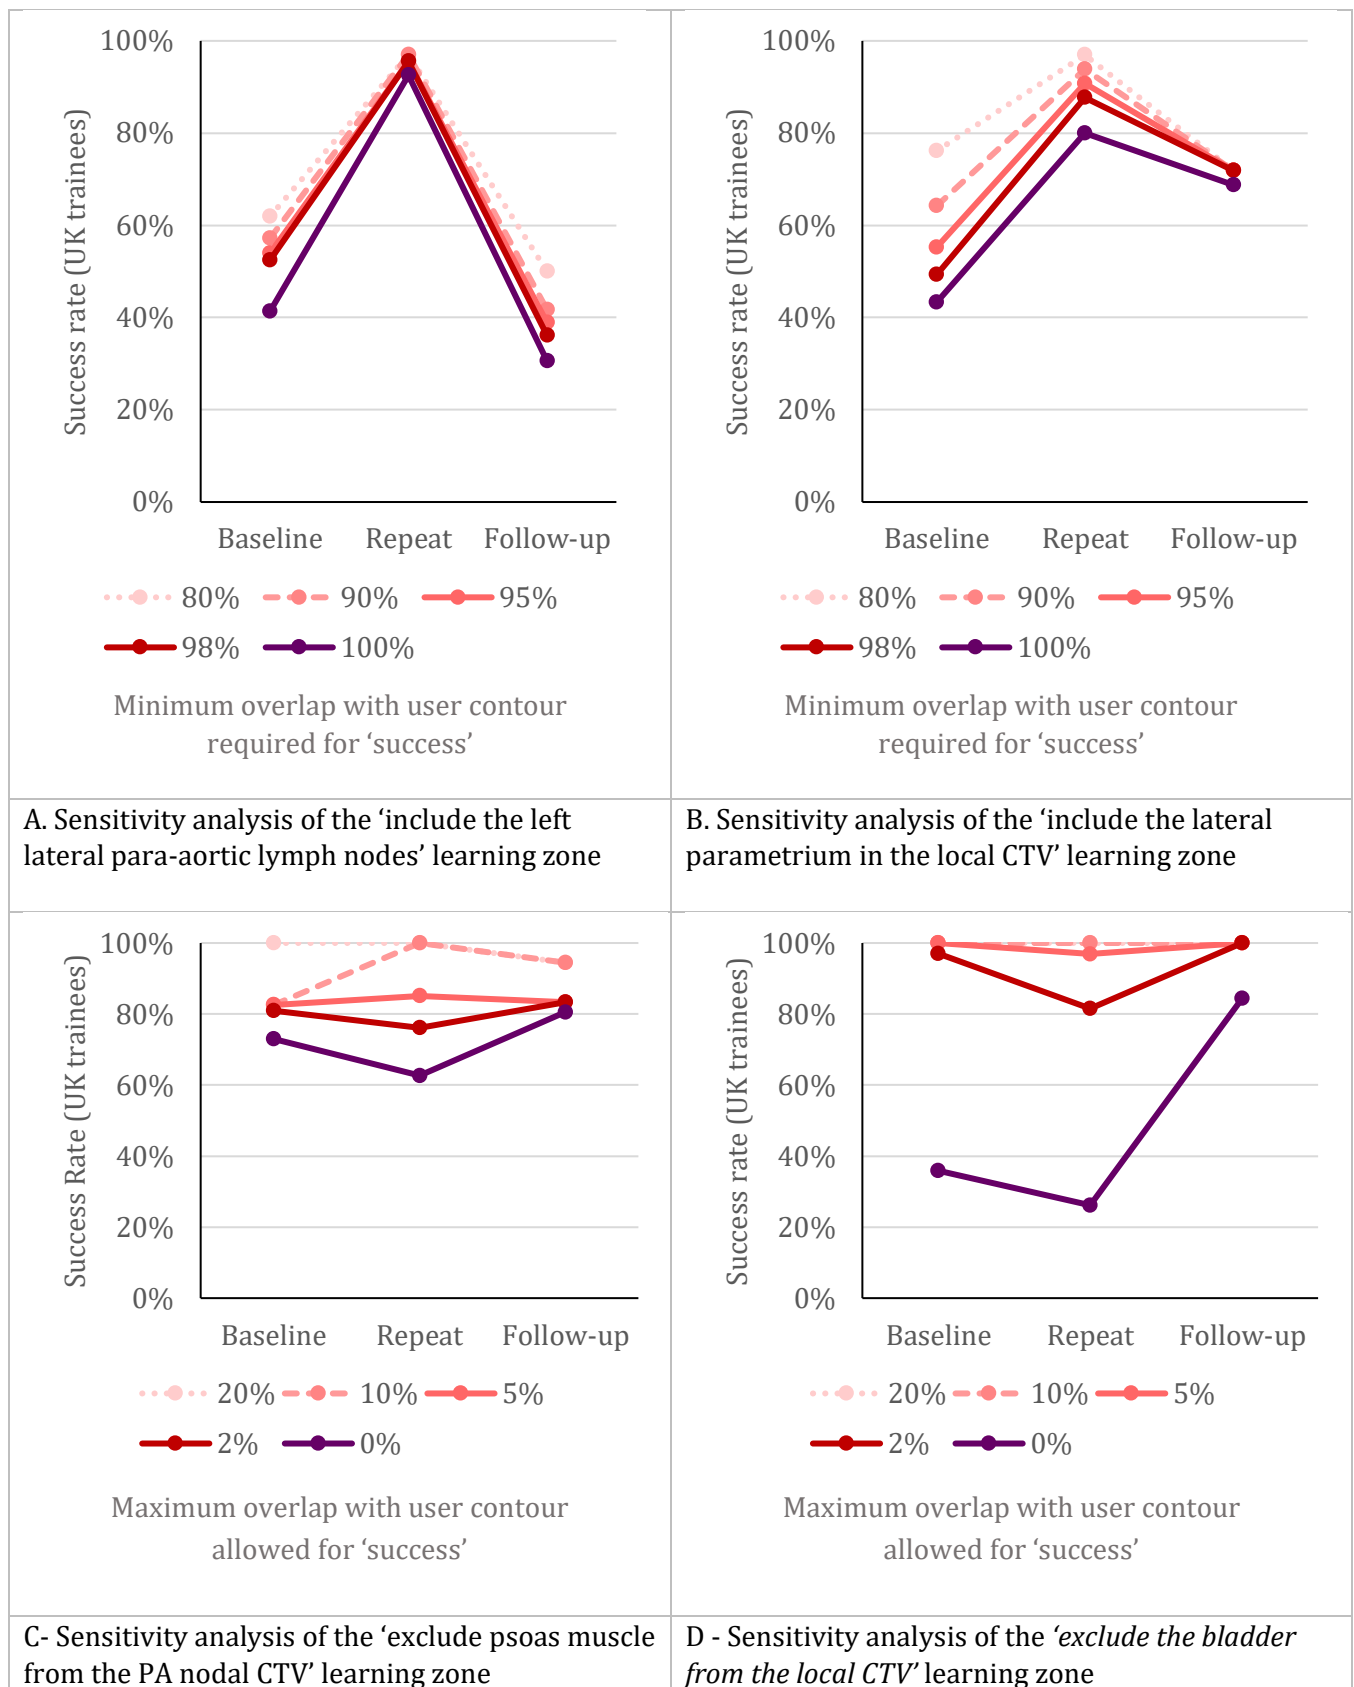 100%
80%
60%
40%
20%
0%
Success rate (UK trainees)
Baseline Repeat Follow-up
80% 90% 95%
98% 100%
Minimum overlap with user contour
required for ‘success’
100%
80%
60%
40%
20%
0%
Success rate (UK trainees)
Baseline Repeat Follow-up
80% 90% 95%
98% 100%
Minimum overlap with user contour
required for ‘success’
A. Sensitivity analysis of the ‘include the left
lateral para-aortic lymph nodes’ learning zone
B. Sensitivity analysis of the ‘include the lateral
parametrium in the local CTV’ learning zone
100%
80%
60%
40%
20%
0%
Success Rate (UK trainees)
Baseline Repeat Follow-up
20% 10% 5%
2% 0%
Maximum overlap with user contour
allowed for ‘success’
100%
80%
60%
40%
20%
0%
Success rate (UK trainees)
Baseline Repeat Follow-up
20% 10% 5%
2% 0%
Maximum overlap with user contour
allowed for ‘success’
C- Sensitivity analysis of the ‘exclude psoas muscle
from the PA nodal CTV’ learning zone
D - Sensitivity analysis of the ‘exclude the bladder
from the local CTV’ learning zone